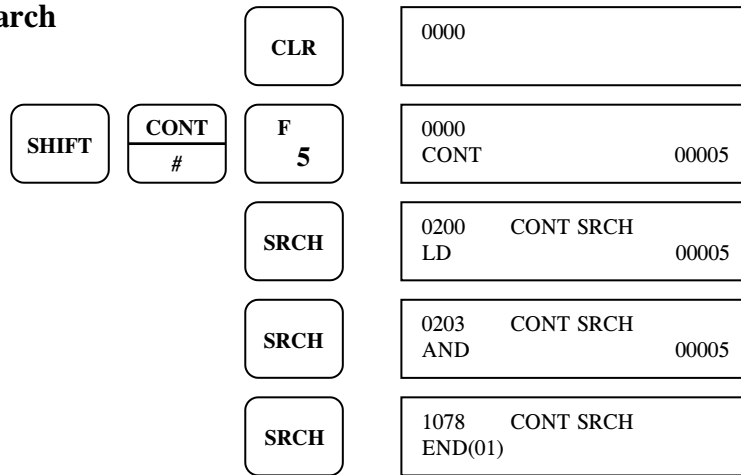 CLR
0000
SHIFT
CONT
#
F
5
0000
CONT 00005
SRCH
0200 CONT SRCH
LD 00005
SRCH
0203 CONT SRCH
AND 00005
SRCH
1078 CONT SRCH
END(01)